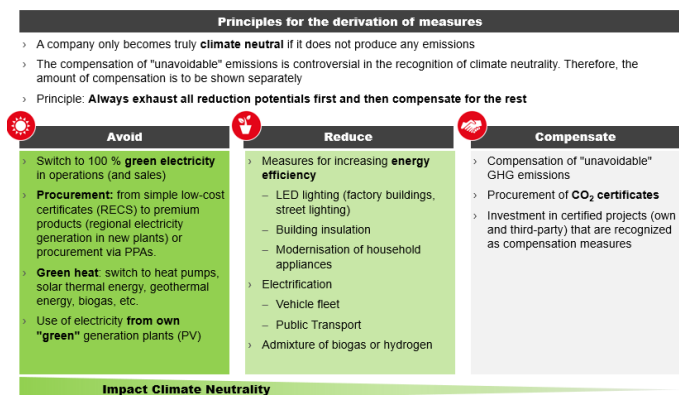 Principles for the derivation of measures
› A company only becomes truly climate neutral if it does not produce any emissions
› The compensation of "unavoidable" emissions is controversial in the recognition of climate neutrality. Therefore, the
amount of compensation is to be shown separately
› Principle: Always exhaust all reduction potentials first and then compensate for the rest
Avoid
› Switch to 100 % green electricity
in operations (and sales)
› Procurement: from simple low-cost
certificates (RECS) to premium
products (regional electricity
generation in new plants) or
procurement via PPAs.
› Green heat: switch to heat pumps,
solar thermal energy, geothermal
energy, biogas, etc.
› Use of electricity from own
"green" generation plants (PV)
Reduce
› Measures for increasing energy
efficiency
– LED lighting (factory buildings,
street lighting)
– Building insulation
– Modernisation of household
appliances
› Electrification
– Vehicle fleet
– Public Transport
› Admixture of biogas or hydrogen
Compensate
› Compensation of "unavoidable"
GHG emissions
› Procurement of CO₂ certificates
› Investment in certified projects (own
and third-party) that are recognized
as compensation measures
Impact Climate Neutrality